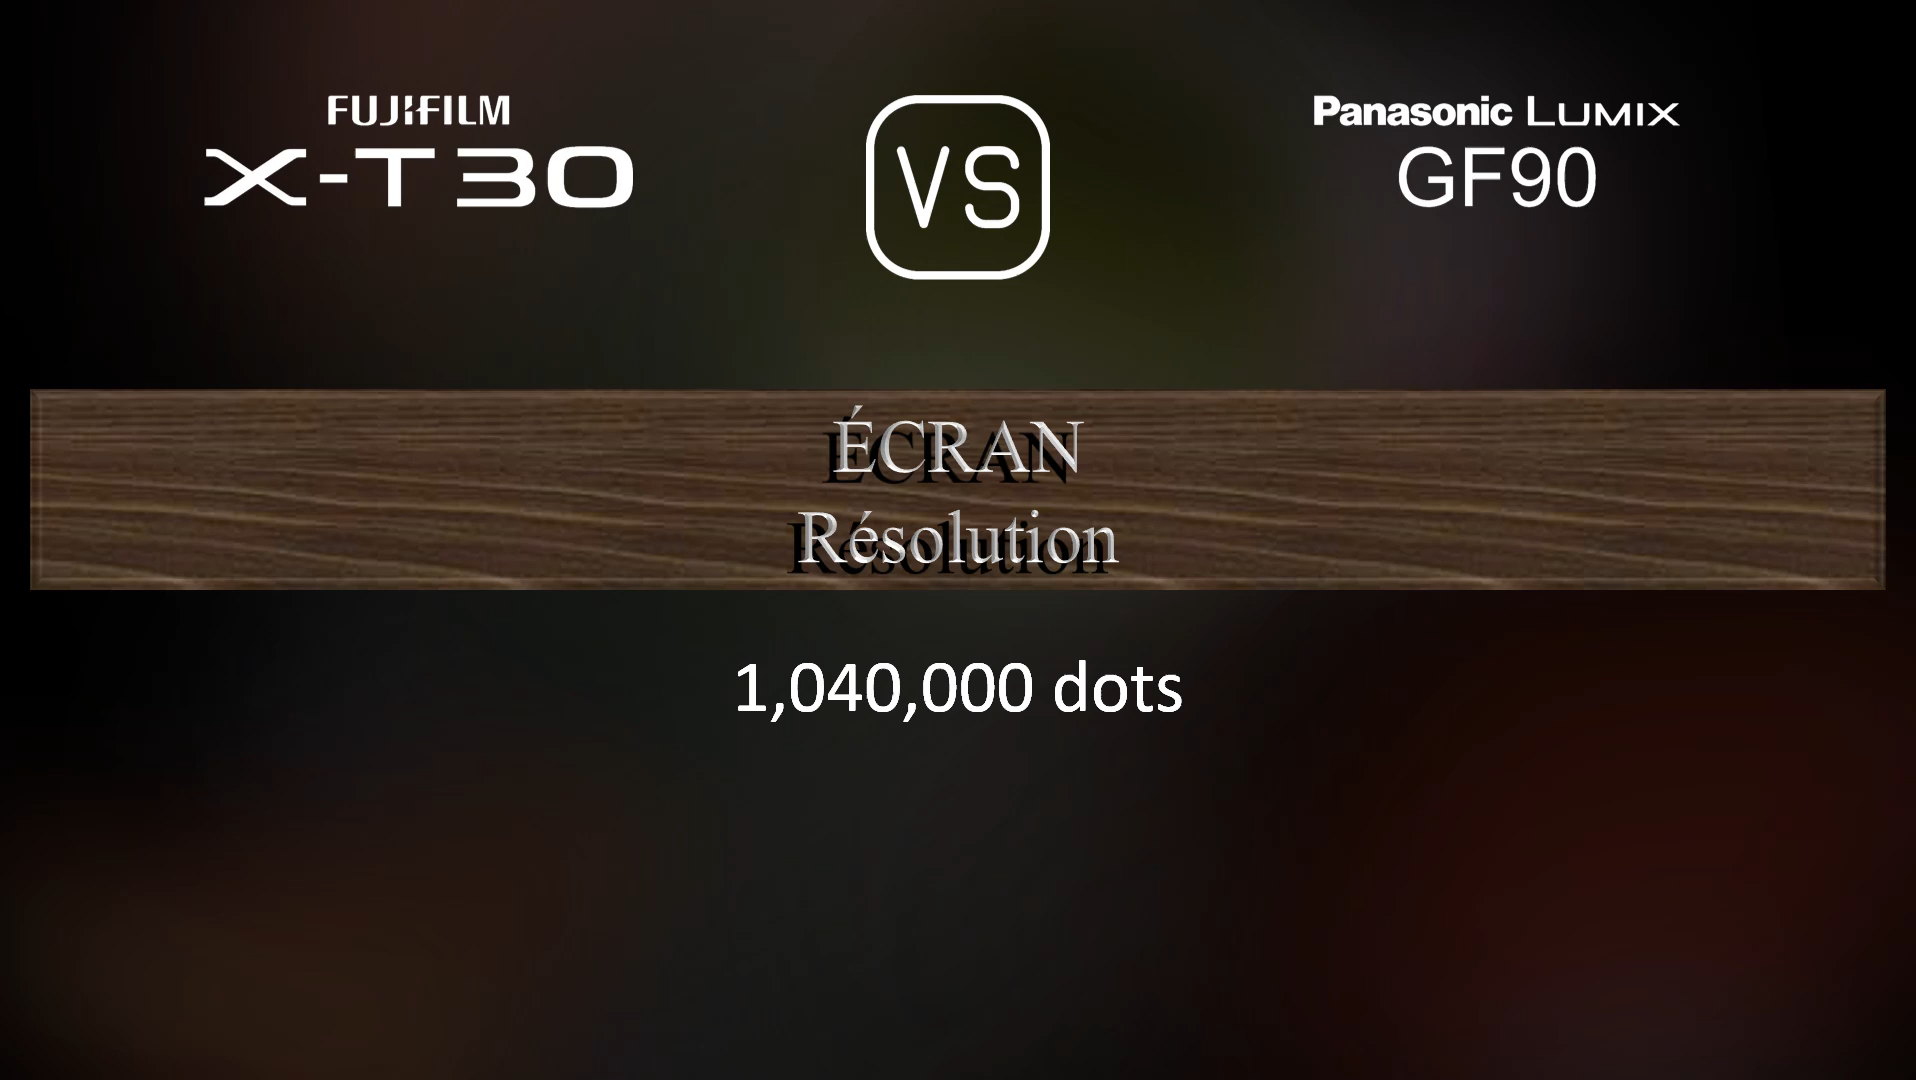 FUJIFILM
X-T30
VS
Panasonic LUMIX
GF90
ÉCRAN
Résolution
1,040,000 dots